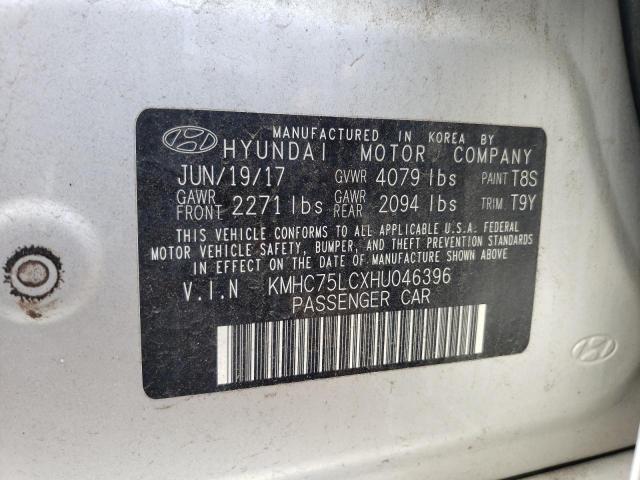 MANUFACTURED IN KOREA BY
HYUNDAI MOTOR COMPANY
JUN/19/17 GVWR 4079 lbs PAINT T8S
GAWR FRONT 2271 lbs GAWR REAR 2094 lbs TRIM T9Y
THIS VEHICLE CONFORMS TO ALL APPLICABLE U.S.A. FEDERAL
MOTOR VEHICLE SAFETY, BUMPER, AND THEFT PREVENTION STANDARDS
IN EFFECT ON THE DATE OF MANUFACTURE SHOWN ABOVE
V.I.N KMHC75LCXHU046396
PASSENGER CAR